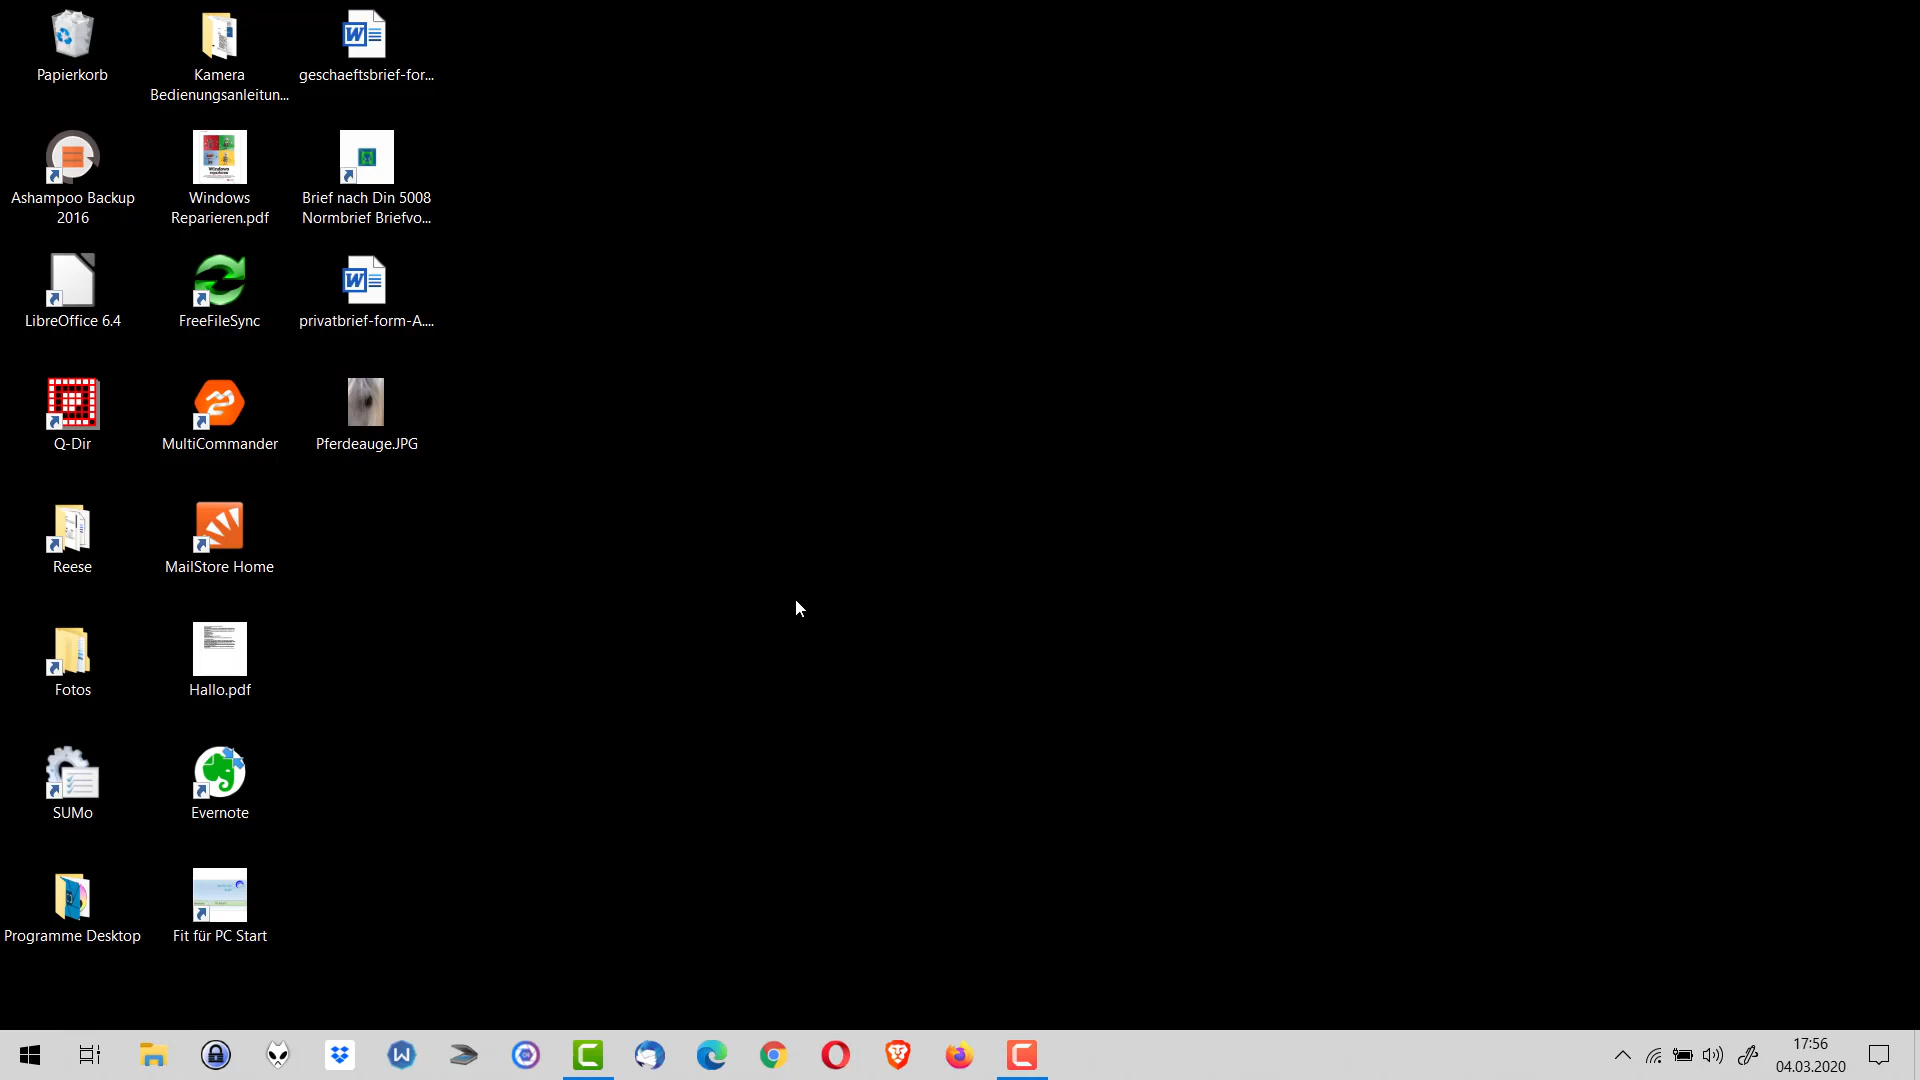 Papierkorb
Kamera
Bedienungsanleitun...
geschaeftsbrief-for...
Ashampoo Backup
2016
Windows
Reparieren.pdf
Brief nach Din 5008
Normbrief Briefvo...
LibreOffice 6.4
FreeFileSync
privatbrief-form-A....
Q-Dir
MultiCommander
Pferdeauge.JPG
Reese
MailStore Home
Fotos
Hallo.pdf
SUMo
Evernote
Programme Desktop
Fit für PC Start
17:56
04.03.2020